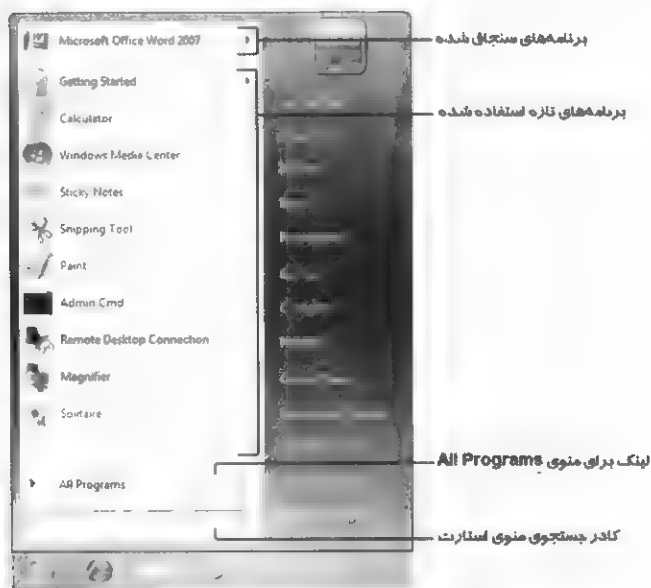 Microsoft Office Word 2007
برنامه‌های سنجاق شده
Getting Started
Calculator
برنامه‌های تازه استفاده شده
Windows Media Center
Sticky Notes
Snipping Tool
Paint
Admin Cmd
Remote Desktop Connection
Magnifier
Solitaire
لینک برای منوی All Programs
All Programs
کادر جستجوی منوی استارت